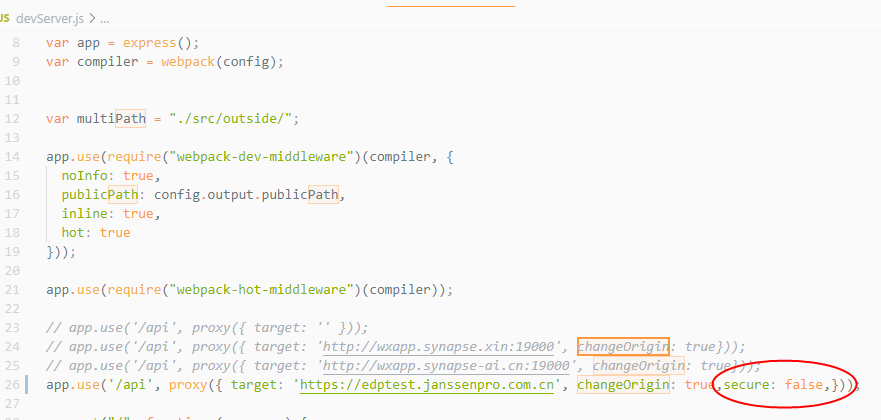 JS devServer.js > ...
8 var app = express();
9 var compiler = webpack(config);
10
11
12 var multiPath = "./src/outside/";
13
14 app.use(require("webpack-dev-middleware")(compiler, {
15 noInfo: true,
16 publicPath: config.output.publicPath,
17 inline: true,
18 hot: true
19 }));
20
21 app.use(require("webpack-hot-middleware")(compiler));
22
23 // app.use('/api', proxy({ target: '' }));
24 // app.use('/api', proxy({ target: 'http://wxapp.synapse.xin:19000', changeOrigin: true}));
25 // app.use('/api', proxy({ target: 'http://wxapp.synapse-ai.cn:19000', changeOrigin: true}));
26 app.use('/api', proxy({ target: 'https://edptest.janssenpro.com.cn', changeOrigin: true,secure: false,}));
27